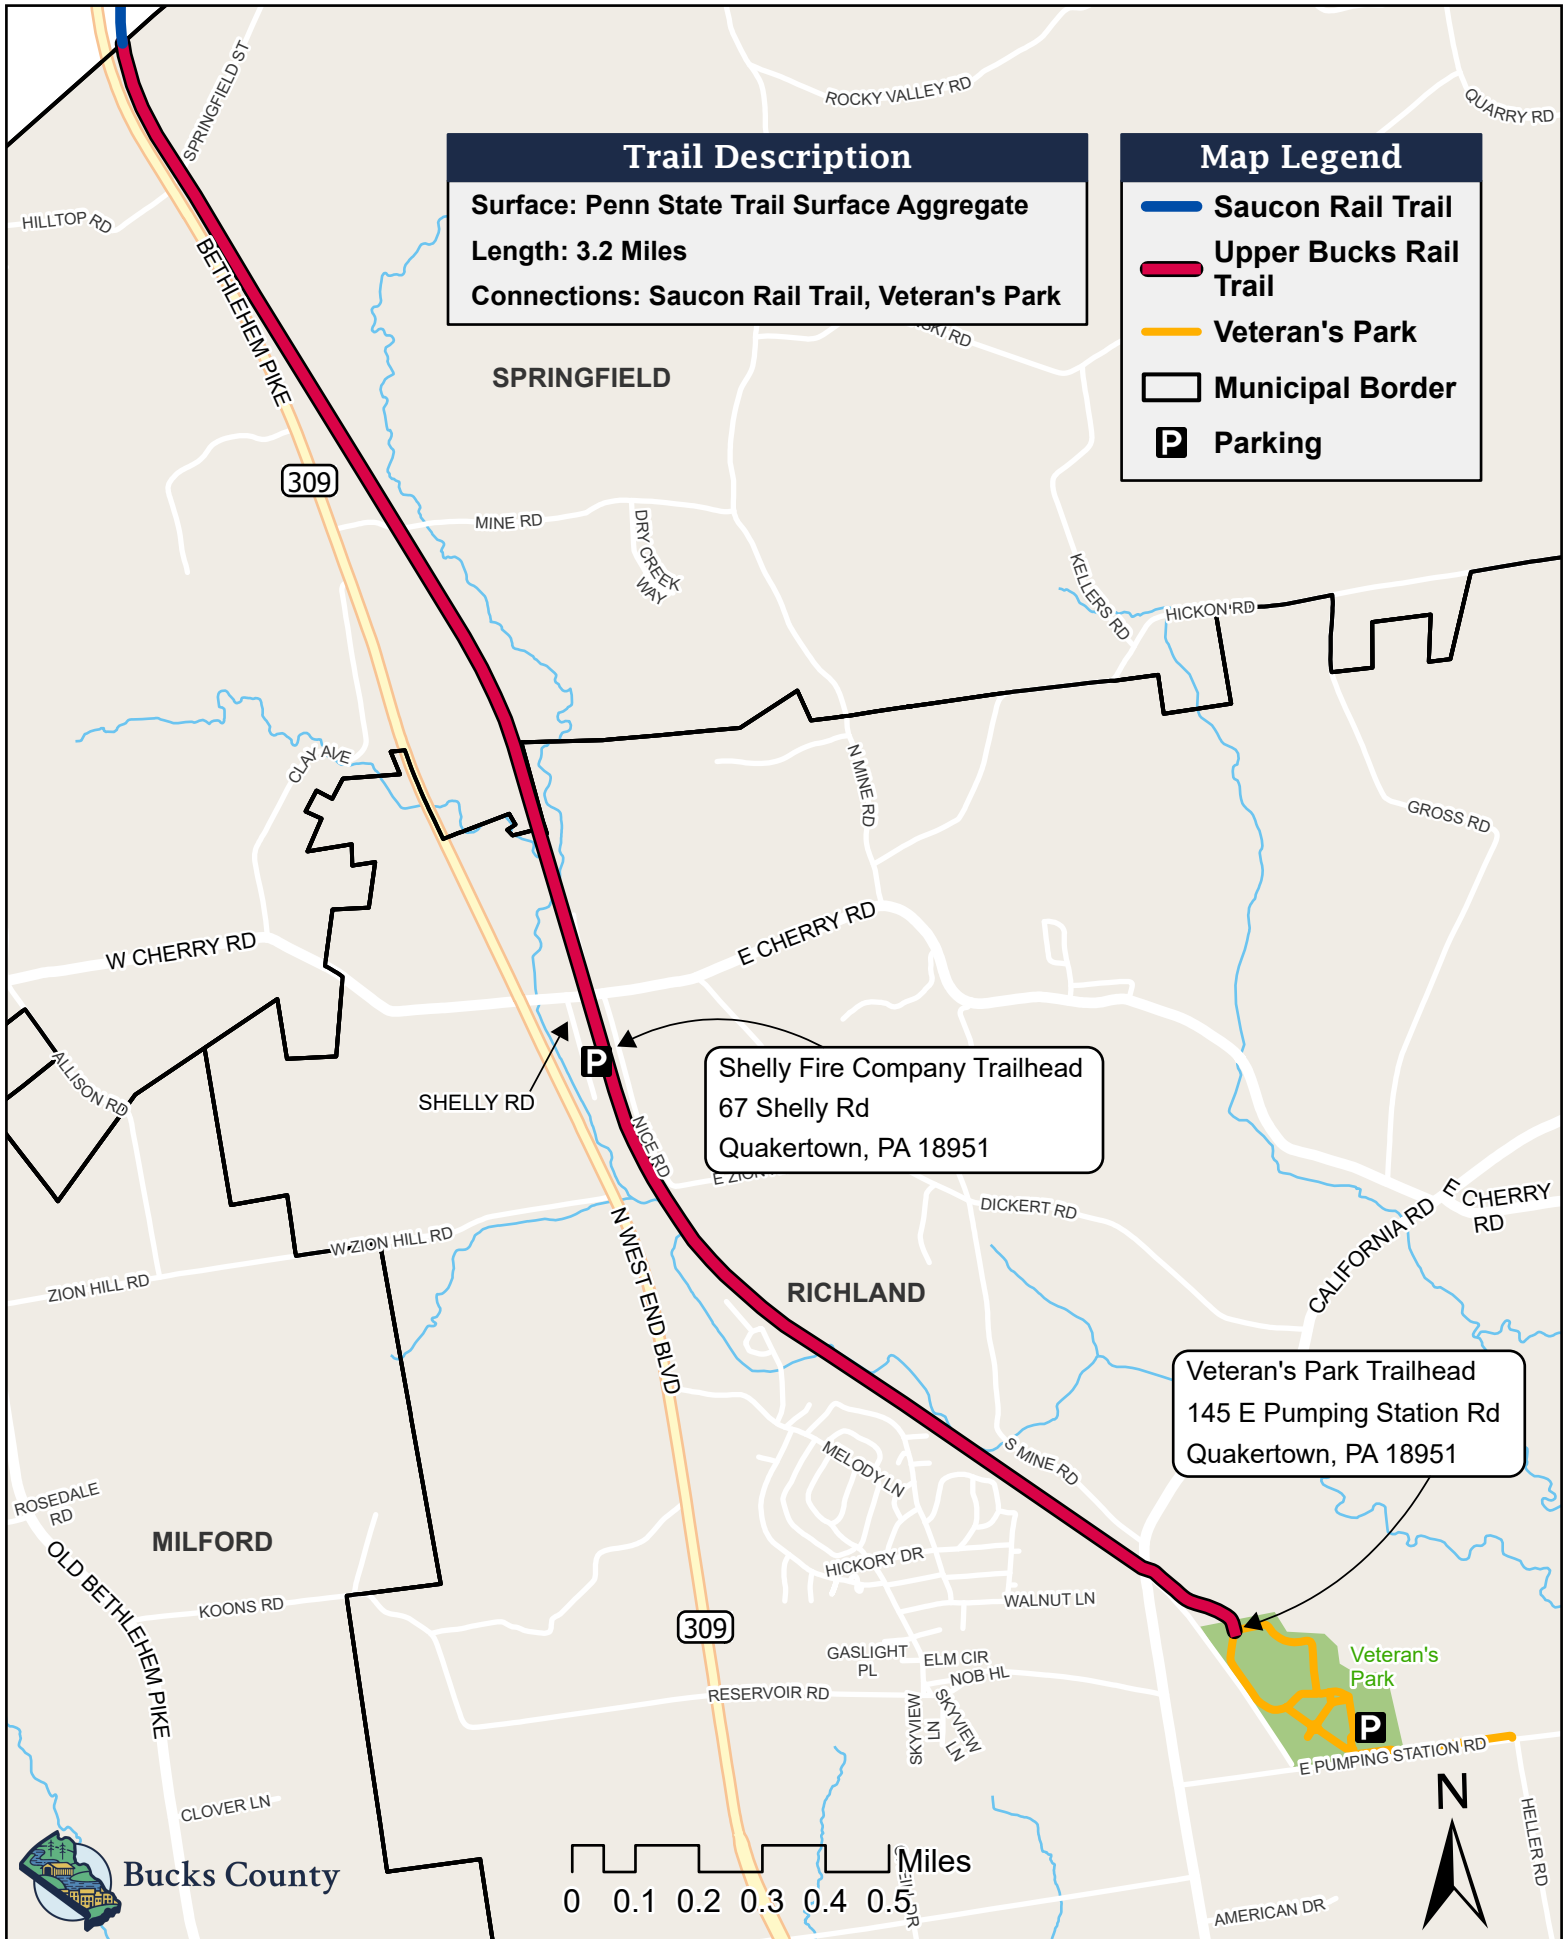 SPRINGFIELD ST
ROCKY VALLEY RD
QUARRY RD
Trail Description
Surface: Penn State Trail Surface Aggregate
Length: 3.2 Miles
Connections: Saucon Rail Trail, Veteran's Park
Map Legend
Saucon Rail Trail
Upper Bucks Rail
Trail
Veteran's Park
Municipal Border
P Parking
HILLTOP RD
BETHLEHEM PIKE
RD
SPRINGFIELD
309
MINE RD
DRY CREEK
WAY
KELLERS RD
HICKON RD
CLAY AVE
N MINE RD
GROSS RD
W CHERRY RD
E CHERRY RD
ALLISON RD
SHELLY RD
P
Shelly Fire Company Trailhead
67 Shelly Rd
Quakertown, PA 18951
NICE RD
E ZION
DICKERT RD
E CHERRY
RD
CALIFORNIA RD
W ZION HILL RD
ZION HILL RD
N WEST END BLVD
RICHLAND
Veteran's Park Trailhead
145 E Pumping Station Rd
Quakertown, PA 18951
S MINE RD
MELODY LN
ROSEDALE
RD
MILFORD
OLD BETHLEHEM PIKE
HICKORY DR
WALNUT LN
KOONS RD
309
GASLIGHT
PL
ELM CIR
NOB HL
Veteran's
Park
RESERVOIR RD
SKYVIEW
LN
SKYVIEW
LN
P
E PUMPING STATION RD
N
HELLER RD
CLOVER LN
Bucks County
Miles
0 0.1 0.2 0.3 0.4 0.5
DR
AMERICAN DR